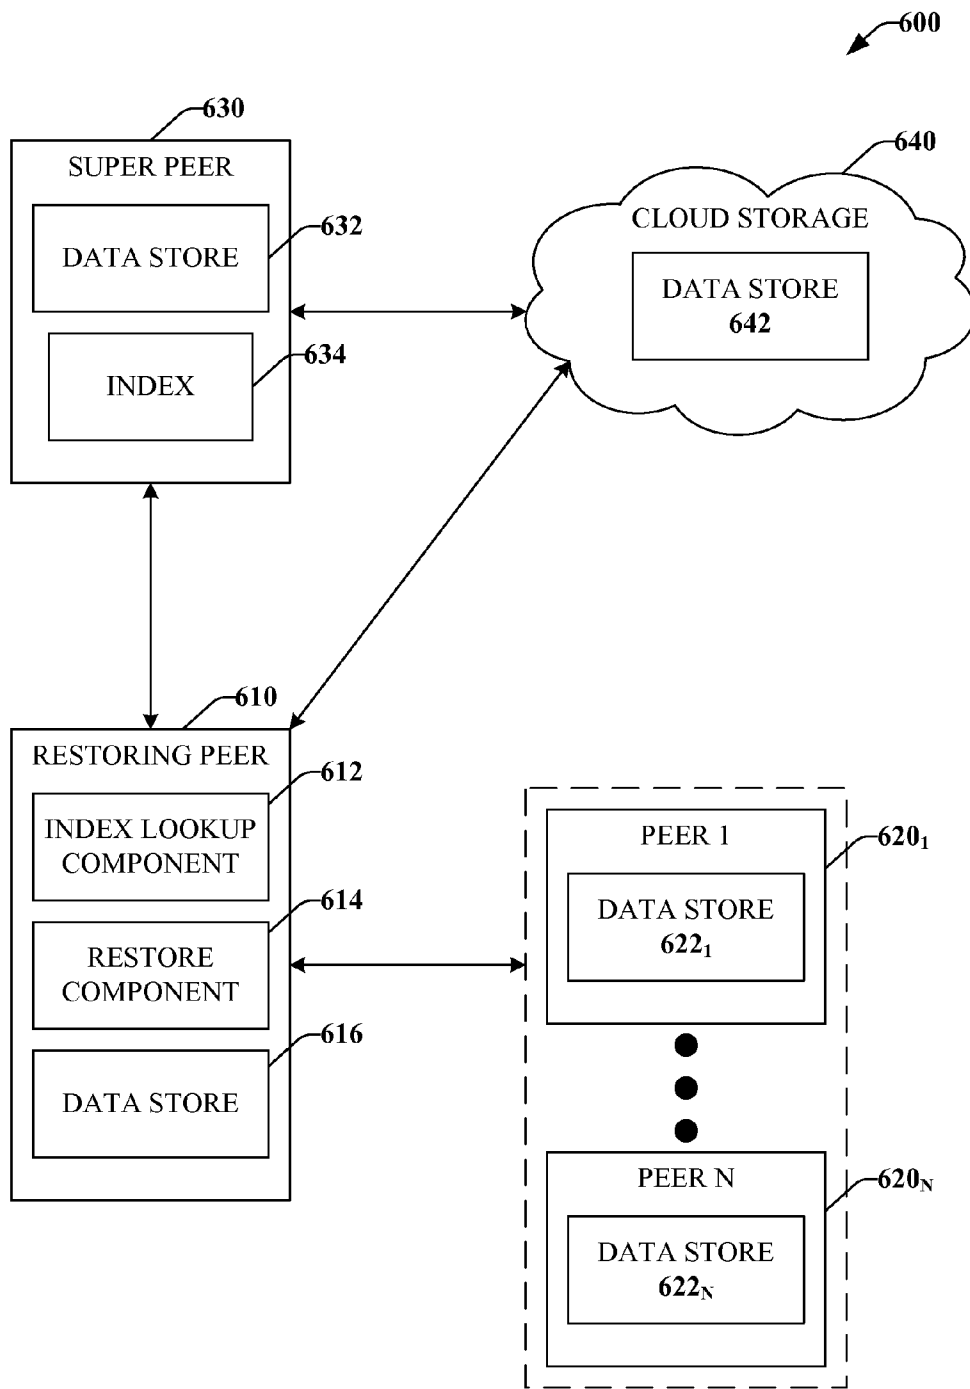 600
630
SUPER PEER
DATA STORE
632
INDEX
634
640
CLOUD STORAGE
DATA STORE
642
610
RESTORING PEER
612
INDEX LOOKUP
COMPONENT
614
RESTORE
COMPONENT
616
DATA STORE
PEER 1
620₁
DATA STORE
622₁
PEER N
620N
DATA STORE
622N